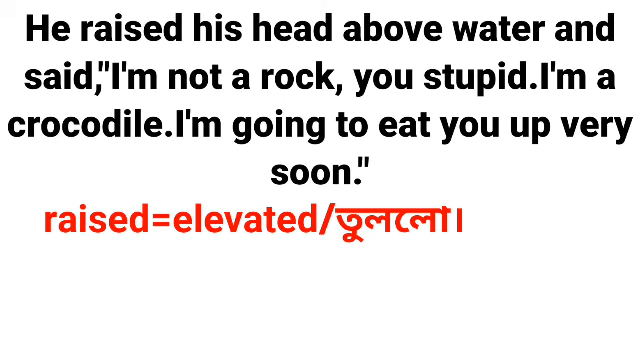 He raised his head above water and
said,"I'm not a rock, you stupid.I'm a
crocodile.I'm going to eat you up very
soon."
raised=elevated/তুললো।